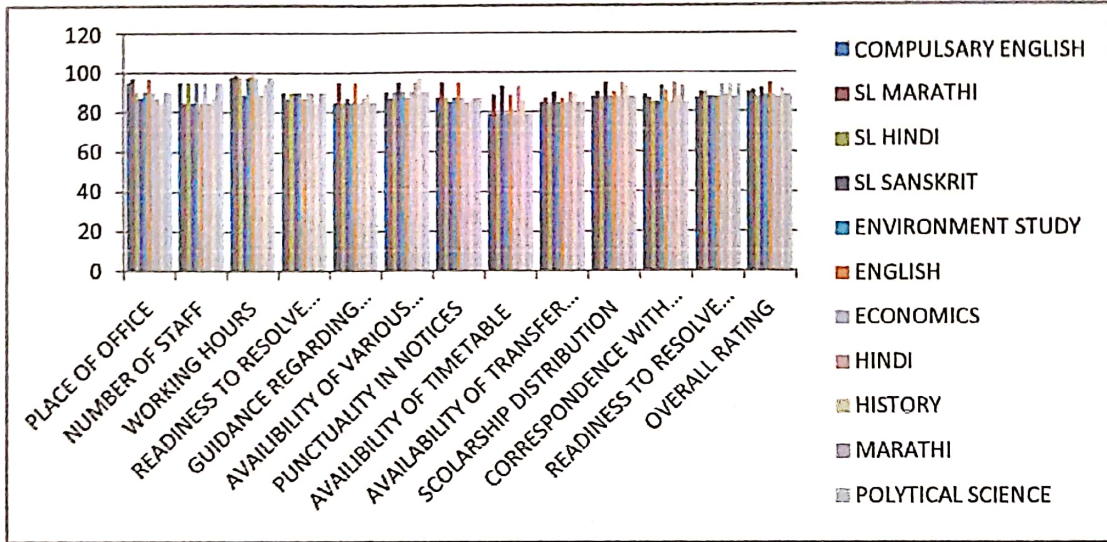 120
100
80
60
40
20
0
PLACE OF OFFICE
NUMBER OF STAFF
WORKING HOURS
READINESS TO RESOLVE...
GUIDANCE REGARDING...
AVAILIBILITY OF VARIOUS...
PUNCTUALITY IN NOTICES
AVAILIBILITY OF TIMETABLE
AVAILABILITY OF TRANSFER...
SCOLARSHIP DISTRIBUTION
CORRESPONDENCE WITH...
READINESS TO RESOLVE...
OVERALL RATING
COMPULSARY ENGLISH
SL MARATHI
SL HINDI
SL SANSKRIT
ENVIRONMENT STUDY
ENGLISH
ECONOMICS
HINDI
HISTORY
MARATHI
POLYTICAL SCIENCE